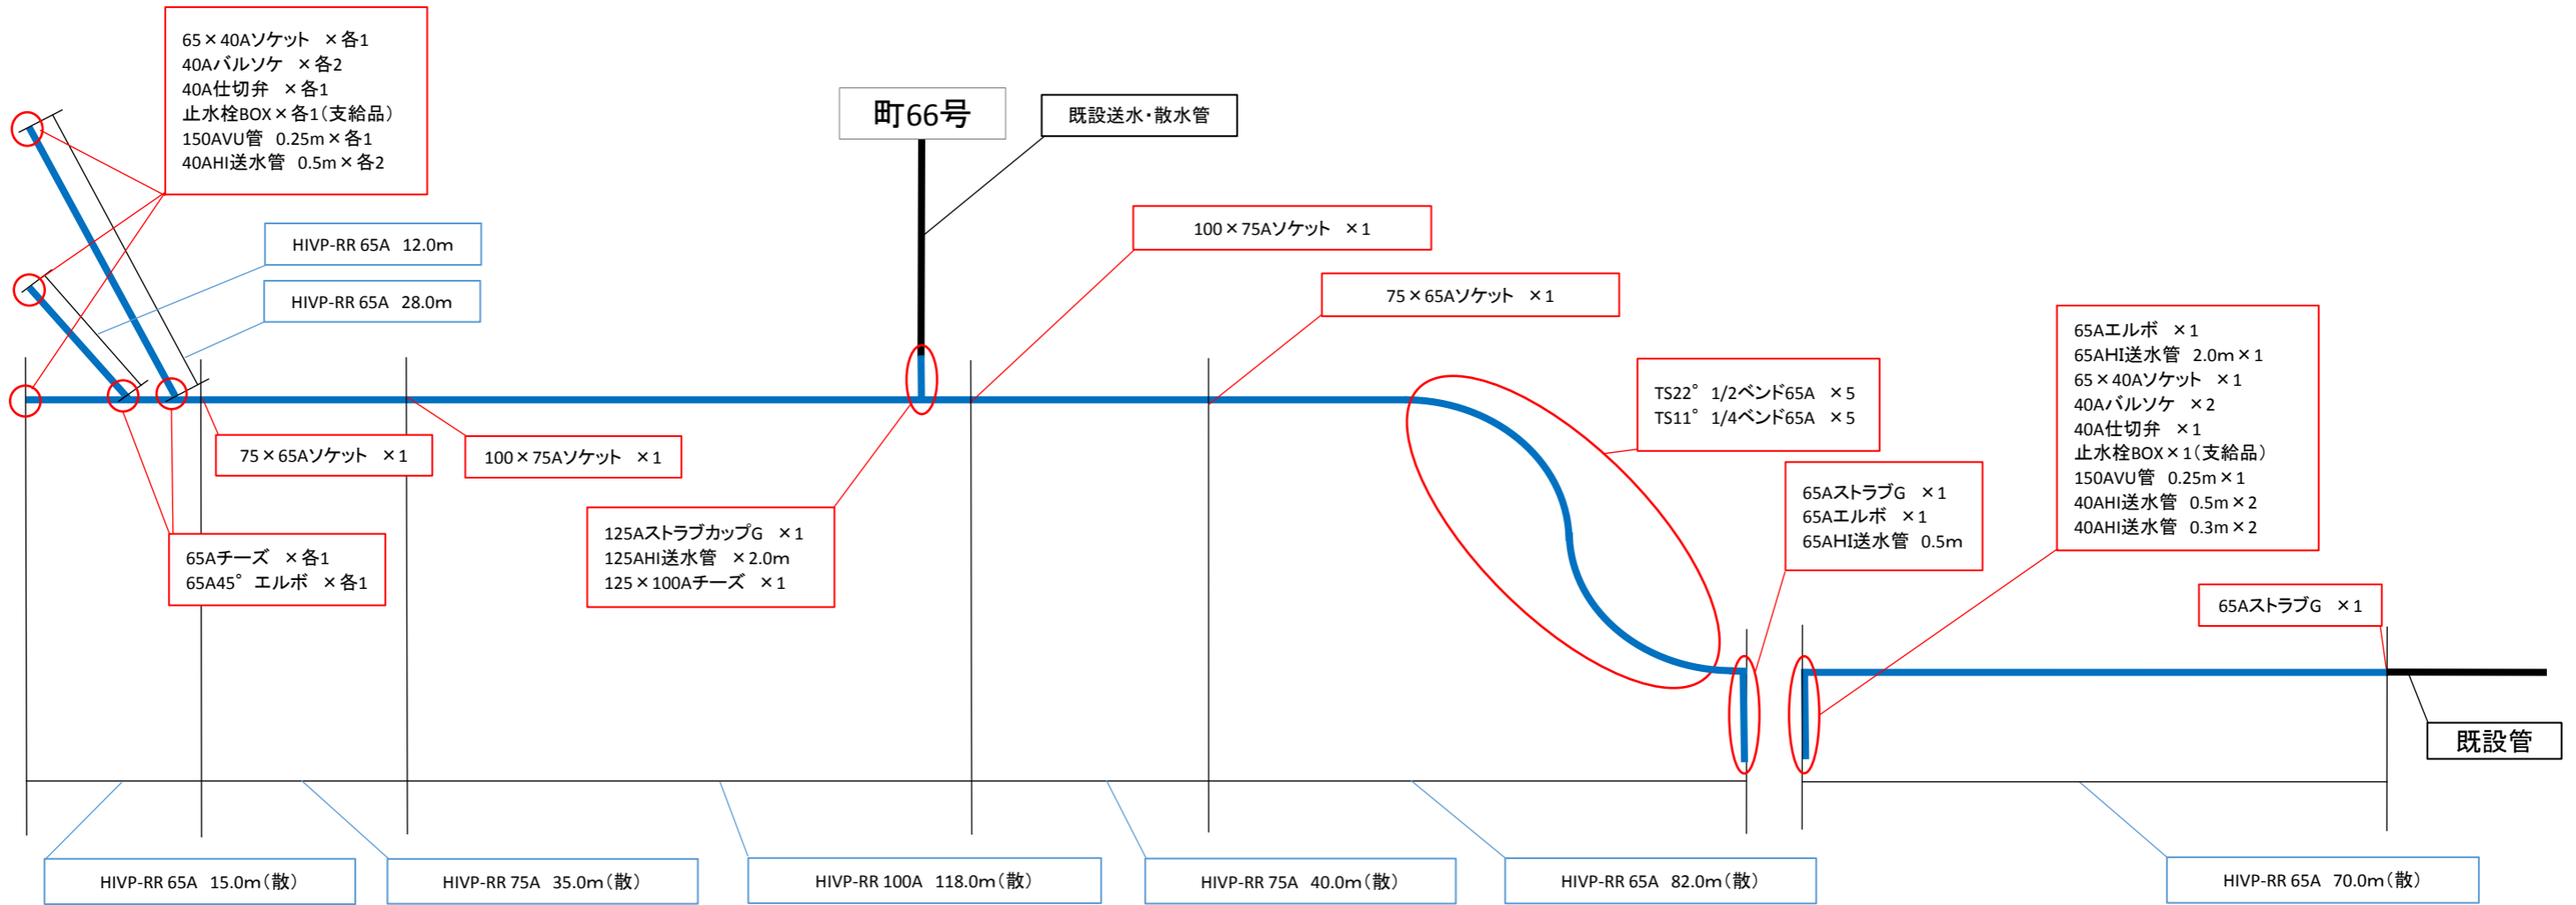 65×40Aソケット ×各1
40Aバルソケ ×各2
40A仕切弁 ×各1
止水栓BOX×各1(支給品)
150AVU管 0.25m×各1
40AHI送水管 0.5m×各2
町66号
既設送水・散水管
HIVP-RR 65A 12.0m
HIVP-RR 65A 28.0m
100×75Aソケット ×1
75×65Aソケット ×1
65Aエルボ ×1
65AHI送水管 2.0m×1
65×40Aソケット ×1
40Aバルソケ ×2
40A仕切弁 ×1
止水栓BOX×1(支給品)
150AVU管 0.25m×1
40AHI送水管 0.5m×2
40AHI送水管 0.3m×2
TS22° 1/2ベンド65A ×5
TS11° 1/4ベンド65A ×5
75×65Aソケット ×1
100×75Aソケット ×1
65AストラブG ×1
65Aエルボ ×1
65AHI送水管 0.5m
125AストラブカップG ×1
125AHI送水管 ×2.0m
125×100Aチーズ ×1
65Aチーズ ×各1
65A45°エルボ ×各1
65AストラブG ×1
既設管
HIVP-RR 65A 15.0m(散)
HIVP-RR 75A 35.0m(散)
HIVP-RR 100A 118.0m(散)
HIVP-RR 75A 40.0m(散)
HIVP-RR 65A 82.0m(散)
HIVP-RR 65A 70.0m(散)